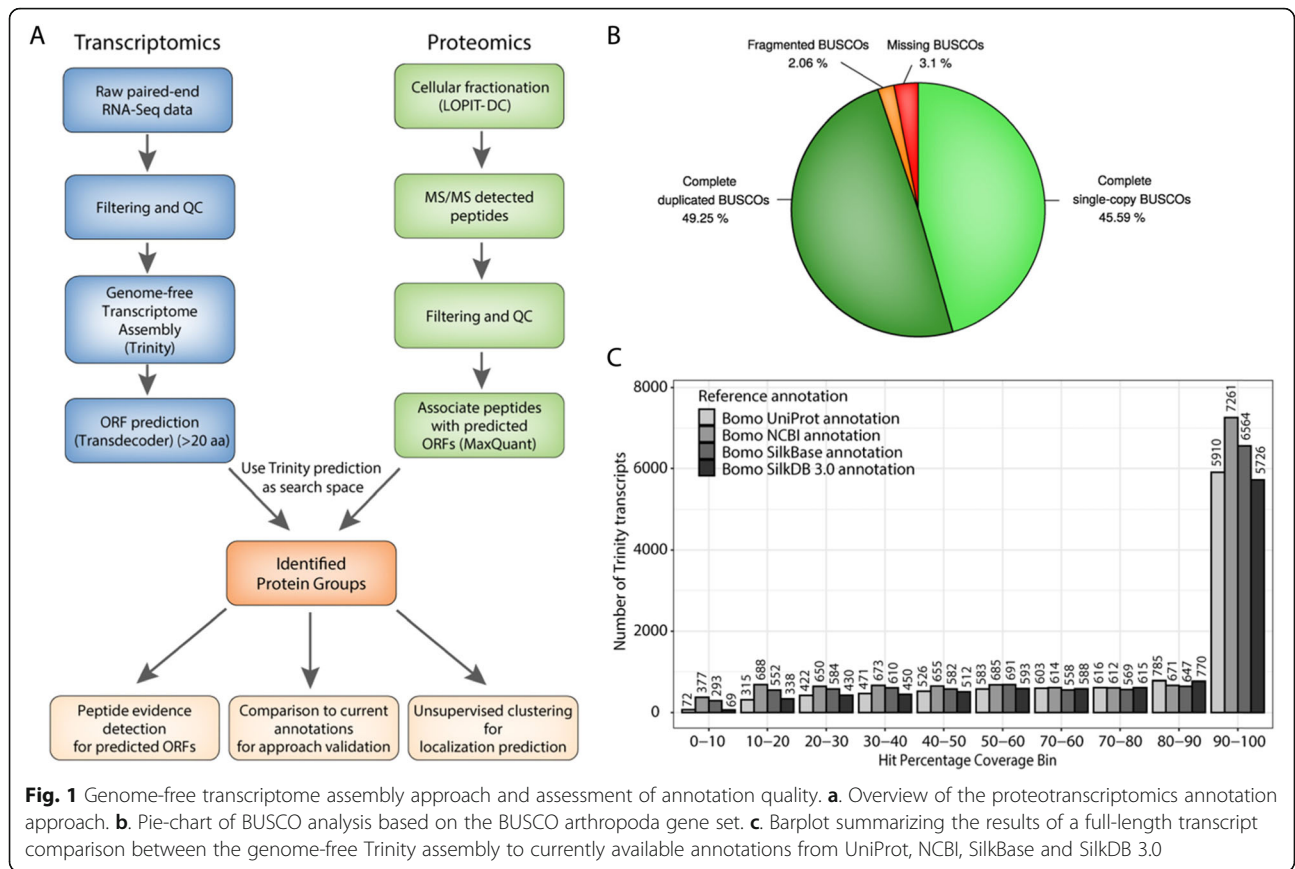 A
Transcriptomics
Proteomics
Raw paired-end
RNA-Seq data
Filtering and QC
Genome-free
Transcriptome
Assembly
(Trinity)
ORF prediction
(Transdecoder) (>20 aa)
Cellular fractionation
(LOPIT-DC)
MS/MS detected
peptides
Filtering and QC
Associate peptides
with predicted
ORFs (MaxQuant)
Use Trinity prediction
as search space
Identified
Protein Groups
Peptide evidence
detection
for predicted ORFs
Comparison to current
annotations
for approach validation
Unsupervised clustering
for
localization prediction
B
Fragmented BUSCOs
2.06 %
Missing BUSCOs
3.1 %
Complete
duplicated BUSCOs
49.25 %
Complete
single-copy BUSCOs
45.59 %
C
Number of Trinity transcripts
8000
6000
4000
2000
0
Reference annotation
Bomo UniProt annotation
Bomo NCBI annotation
Bomo SilkBase annotation
Bomo SilkDB 3.0 annotation
72 377 293 69
315 688 552 338
422 650 584 430
471 673 610 450
526 655 582 512
583 685 691 593
603 614 558 588
616 612 569 615
785 671 647 770
5910 7261 6564 5726
0–10 10–20 20–30 30–40 40–50 50–60 70–60 70–80 80–90 90–100
Hit Percentage Coverage Bin
Fig. 1 Genome-free transcriptome assembly approach and assessment of annotation quality. a. Overview of the proteotranscriptomics annotation
approach. b. Pie-chart of BUSCO analysis based on the BUSCO arthropoda gene set. c. Barplot summarizing the results of a full-length transcript
comparison between the genome-free Trinity assembly to currently available annotations from UniProt, NCBI, SilkBase and SilkDB 3.0